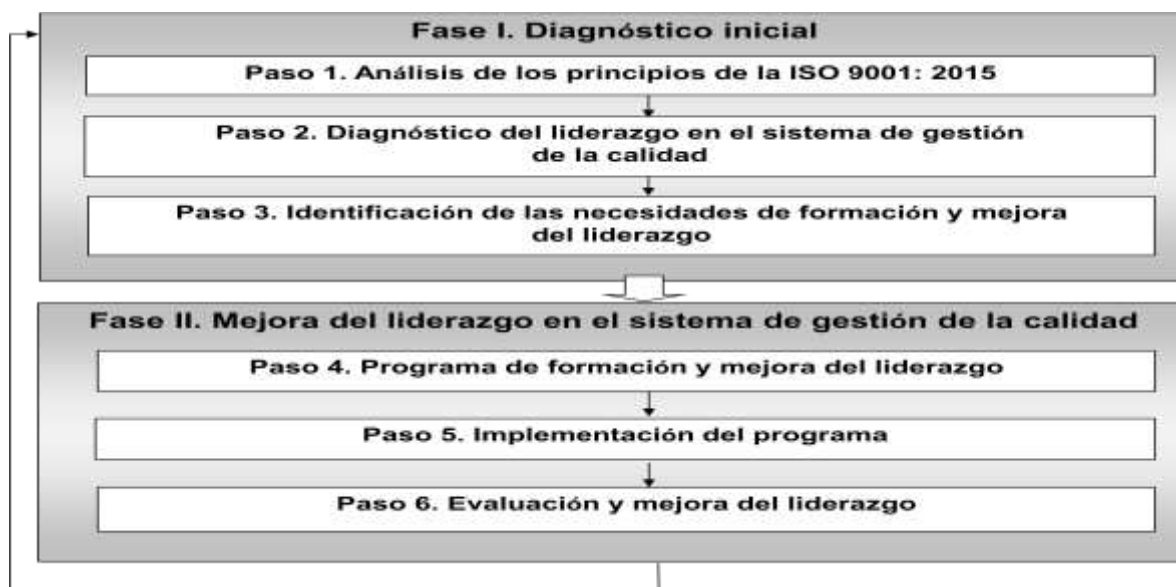 Fase I. Diagnóstico inicial
Paso 1. Análisis de los principios de la ISO 9001: 2015
Paso 2. Diagnóstico del liderazgo en el sistema de gestión
de la calidad
Paso 3. Identificación de las necesidades de formación y mejora
del liderazgo
Fase II. Mejora del liderazgo en el sistema de gestión de la calidad
Paso 4. Programa de formación y mejora del liderazgo
Paso 5. Implementación del programa
Paso 6. Evaluación y mejora del liderazgo